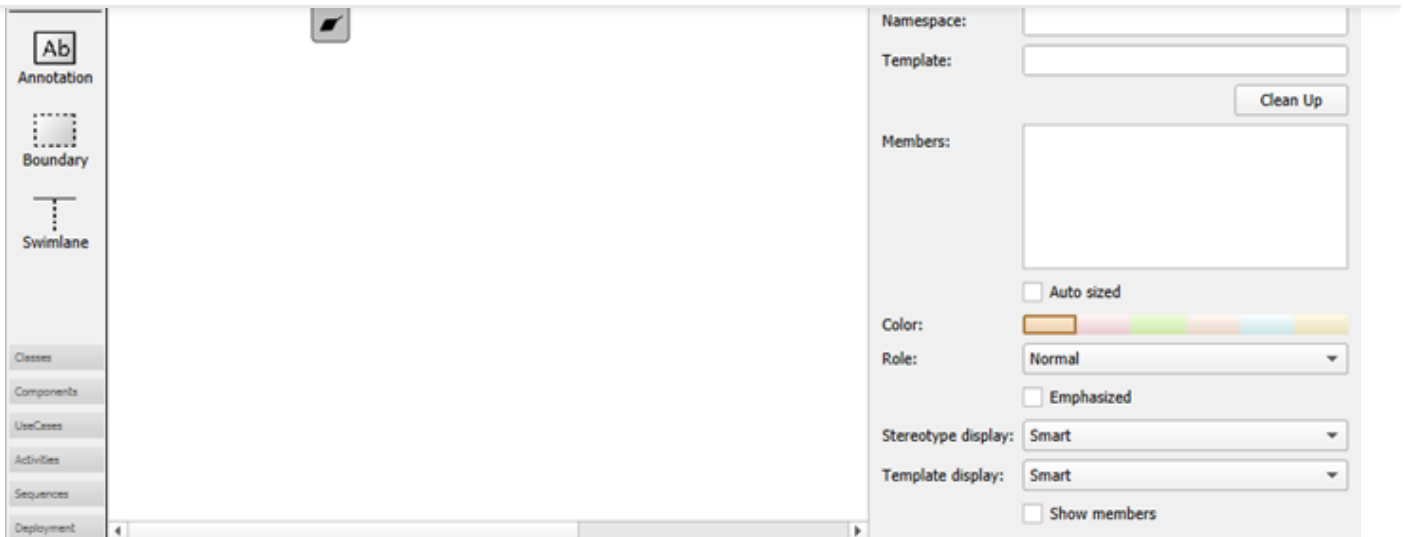 Ab
Annotation
Boundary
Swimlane
Classes
Components
UseCases
Activities
Sequences
Deployment
Namespace:
Template:
Clean Up
Members:
Auto sized
Color:
Role: Normal
Emphasized
Stereotype display: Smart
Template display: Smart
Show members